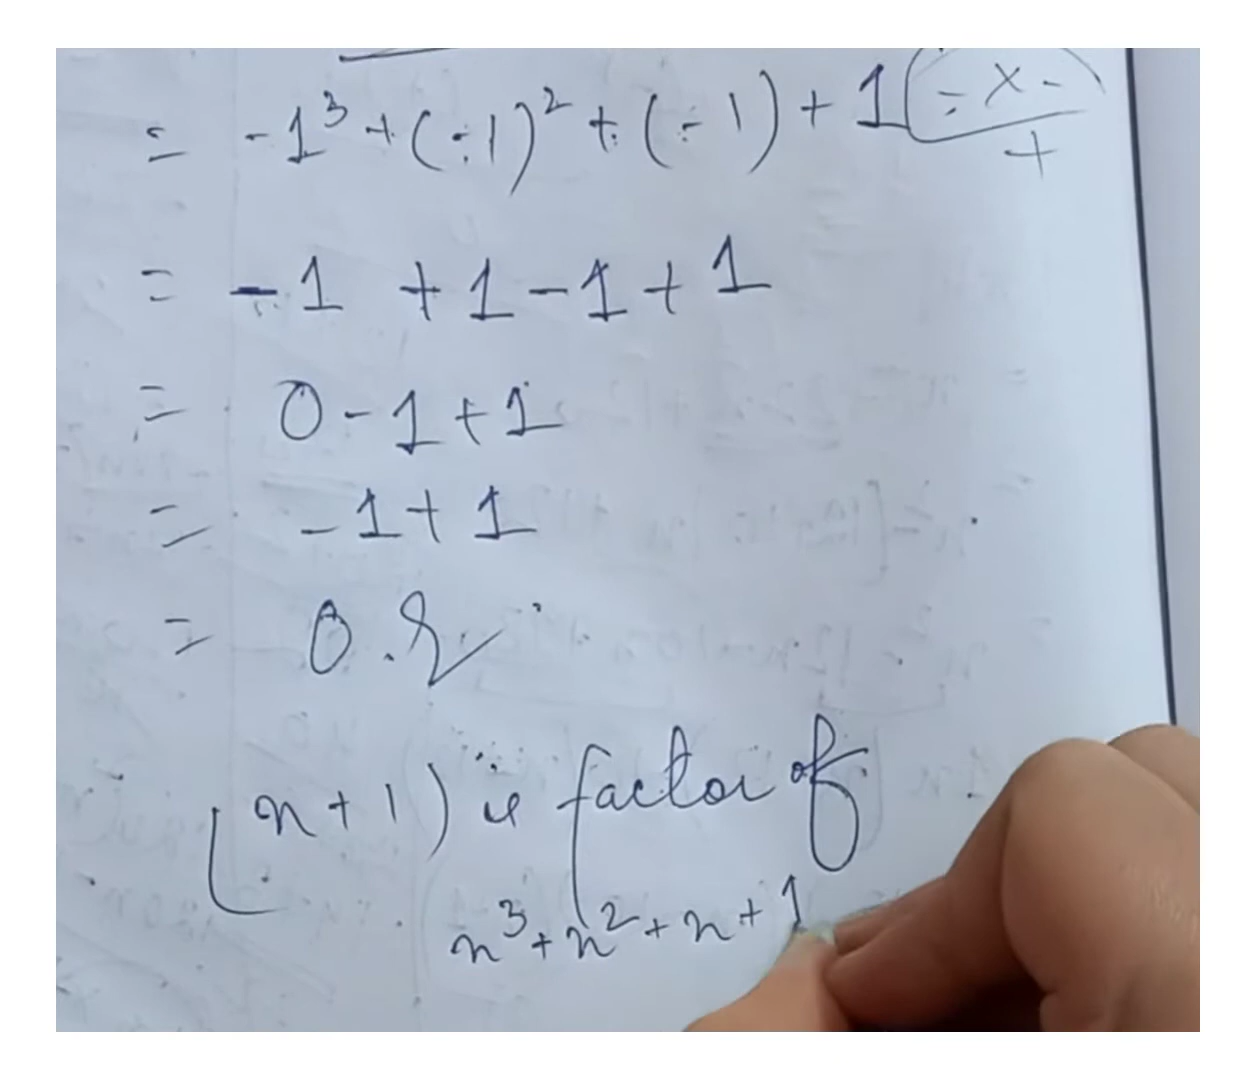 = -1³ + (-1)² + (-1) + 1 (- x -
+
= -1 +1 -1 + 1
= 0 - 1 + 1
= -1 + 1
= 0.
(x + 1) is factor of
x³ + x² + x + 1